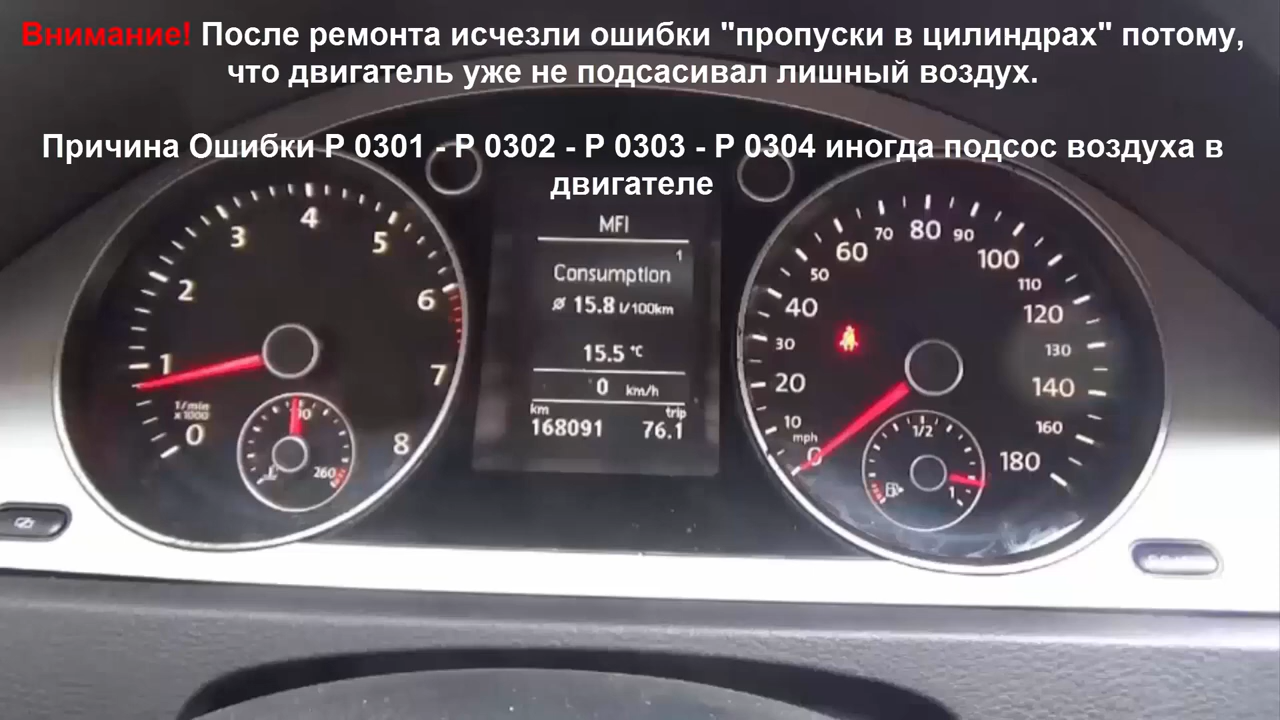 Внимание! После ремонта исчезли ошибки "пропуски в цилиндрах" потому,
что двигатель уже не подсасивал лишный воздух.
Причина Ошибки P 0301 - P 0302 - P 0303 - P 0304 иногда подсос воздуха в
двигателе
MFI
1
Consumption
ø 15.8 l/100km
15.5 °C
0 km/h
km trip
168091 76.1
0 1 2 3 4 5 6 7 8
1/min
x1000
260
0 10 20 30 40 50 60 70 80 90 100 110 120 130 140 160 180
mph
1/2
1